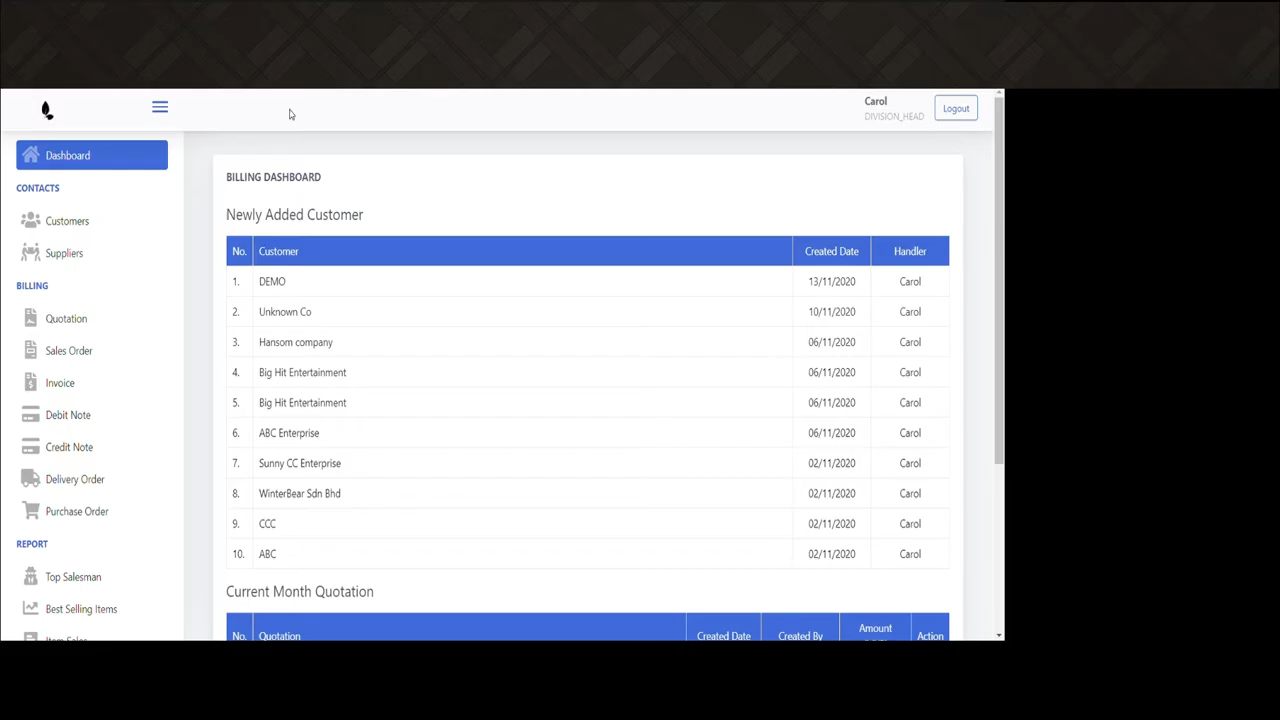 Carol
DIVISION_HEAD
Logout
Dashboard
CONTACTS
Customers
Suppliers
BILLING
Quotation
Sales Order
Invoice
Debit Note
Credit Note
Delivery Order
Purchase Order
REPORT
Top Salesman
Best Selling Items
Item Sales
BILLING DASHBOARD
Newly Added Customer
No. Customer Created Date Handler
1. DEMO 13/11/2020 Carol
2. Unknown Co 10/11/2020 Carol
3. Hansom company 06/11/2020 Carol
4. Big Hit Entertainment 06/11/2020 Carol
5. Big Hit Entertainment 06/11/2020 Carol
6. ABC Enterprise 06/11/2020 Carol
7. Sunny CC Enterprise 02/11/2020 Carol
8. WinterBear Sdn Bhd 02/11/2020 Carol
9. CCC 02/11/2020 Carol
10. ABC 02/11/2020 Carol
Current Month Quotation
No. Quotation Created Date Created By Amount Action